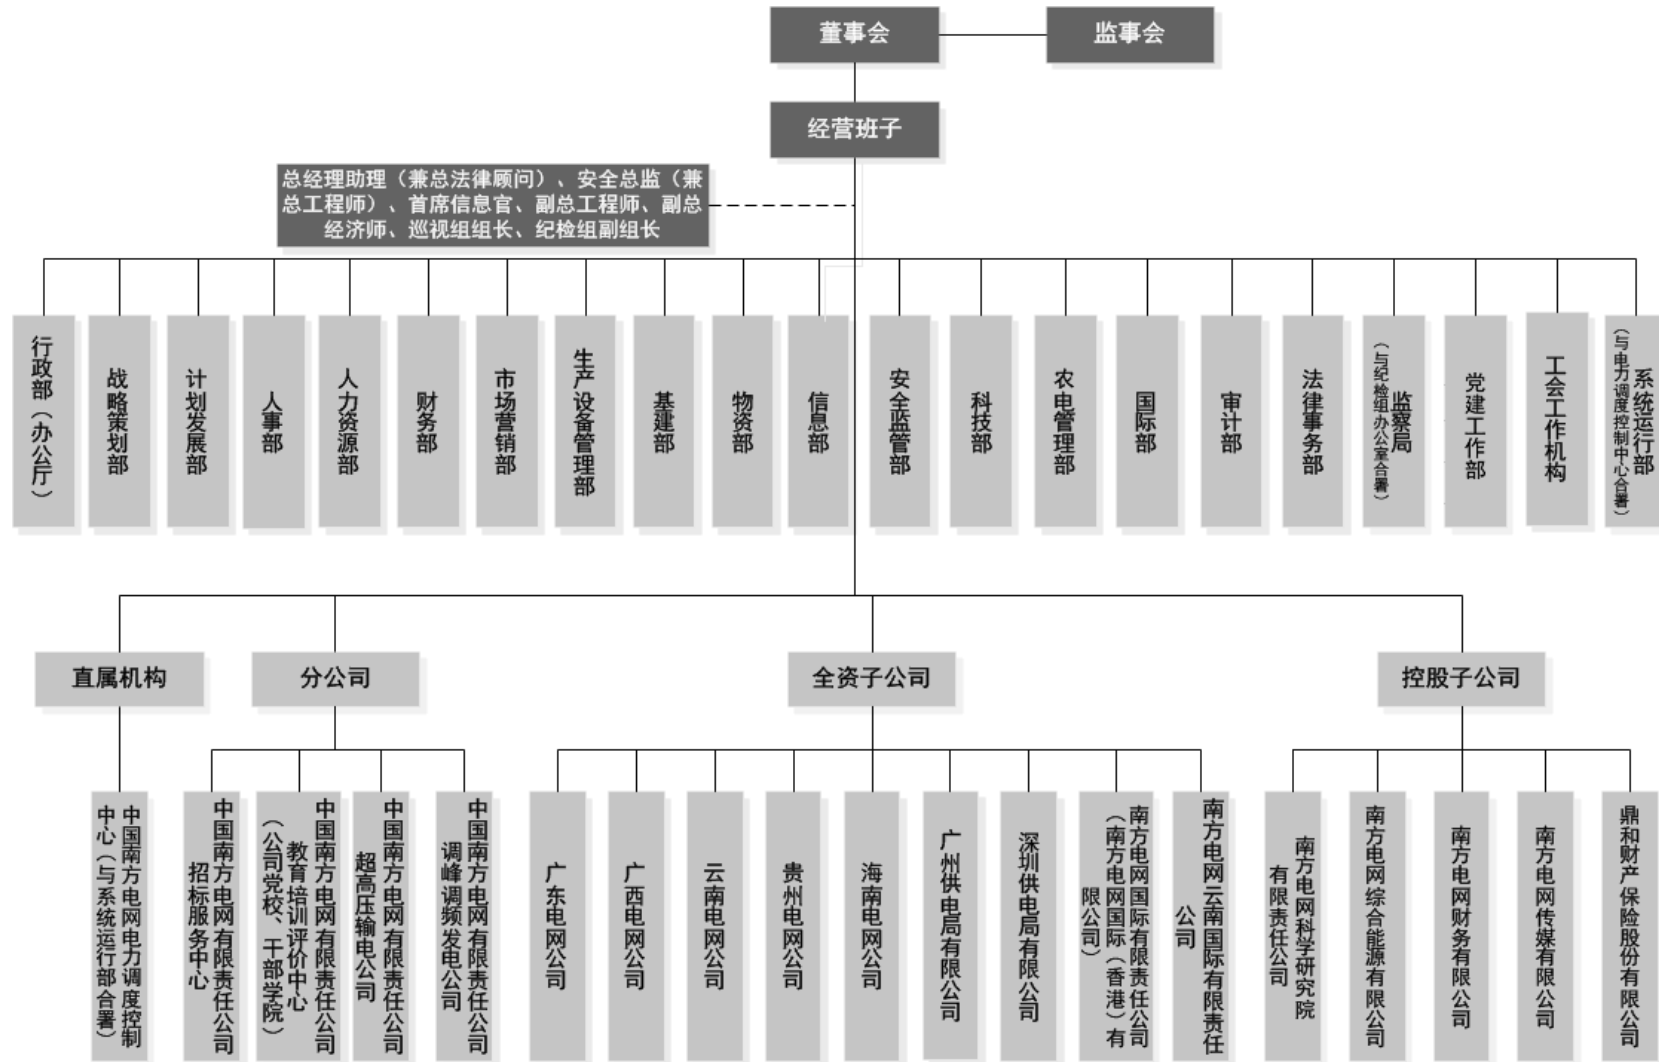 董事会
监事会
经营班子
总经理助理（兼总法律顾问）、安全总监（兼
总工程师）、首席信息官、副总工程师、副总
经济师、巡视组组长、纪检组副组长
行政部（办公厅）
战略策划部
计划发展部
人事部
人力资源部
财务部
市场营销部
生产设备管理部
基建部
物资部
信息部
安全监管部
科技部
农电管理部
国际部
审计部
法律事务部
监察局
（与纪检组办公室合署）
党建工作部
工会工作机构
系统运行部
（与电力调度控制中心合署）
直属机构
分公司
全资子公司
控股子公司
中国南方电网电力调度控制
中心（与系统运行部合署）
中国南方电网有限责任公司
招标服务中心
中国南方电网有限责任公司
教育培训评价中心
（公司党校、干部学院）
中国南方电网有限责任公司
超高压输电公司
中国南方电网有限责任公司
调峰调频发电公司
广东电网公司
广西电网公司
云南电网公司
贵州电网公司
海南电网公司
广州供电局有限公司
深圳供电局有限公司
南方电网国际有限责任公司
（南方电网国际（香港）有
限公司）
南方电网云南国际有限责任
公司
南方电网科学研究院
有限责任公司
南方电网综合能源有限公司
南方电网财务有限公司
南方电网传媒有限公司
鼎和财产保险股份有限公司